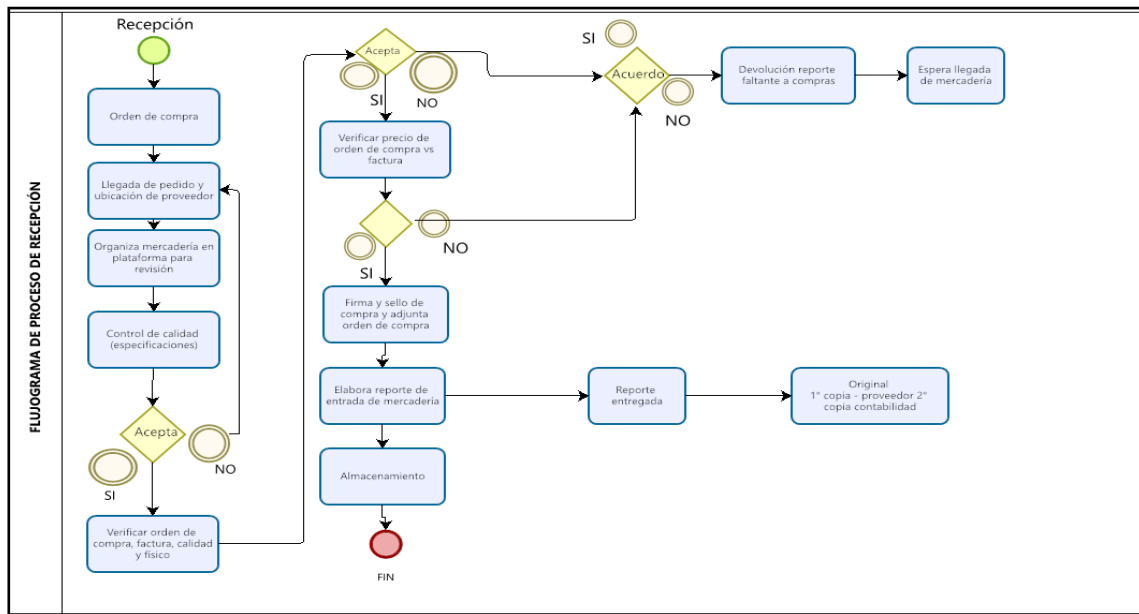 FLUJOGRAMA DE PROCESO DE RECEPCIÓN
Recepción
Orden de compra
Llegada de pedido y
ubicación de proveedor
Organiza mercadería en
plataforma para
revisión
Control de calidad
(especificaciones)
Acepta
NO
SI
Verificar orden de
compra, factura, calidad
y físico
Acepta
SI
NO
Verificar precio de
orden de compra vs
factura
NO
SI
Firma y sello de
compra y adjunta
orden de compra
Elabora reporte de
entrada de mercadería
Almacenamiento
FIN
Reporte
entregada
Original
1° copia - proveedor 2°
copia contabilidad
SI
Acuerdo
NO
Devolución reporte
faltante a compras
Espera llegada
de mercadería